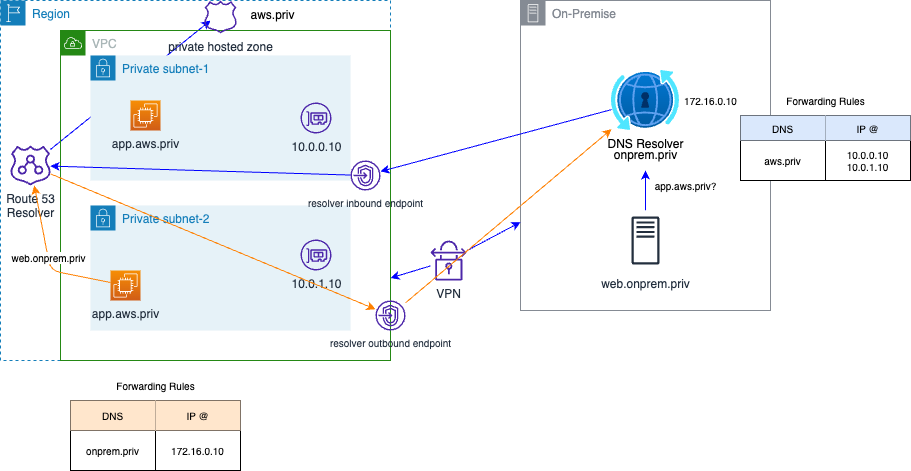 Region
aws.priv
VPC
private hosted zone
Private subnet-1
app.aws.priv
10.0.0.10
Route 53
Resolver
resolver inbound endpoint
Private subnet-2
web.onprem.priv
10.0.1.10
app.aws.priv
resolver outbound endpoint
VPN
On-Premise
172.16.0.10
DNS Resolver
onprem.priv
app.aws.priv?
web.onprem.priv
Forwarding Rules
DNS
IP @
aws.priv
10.0.0.10
10.0.1.10
Forwarding Rules
DNS
IP @
onprem.priv
172.16.0.10